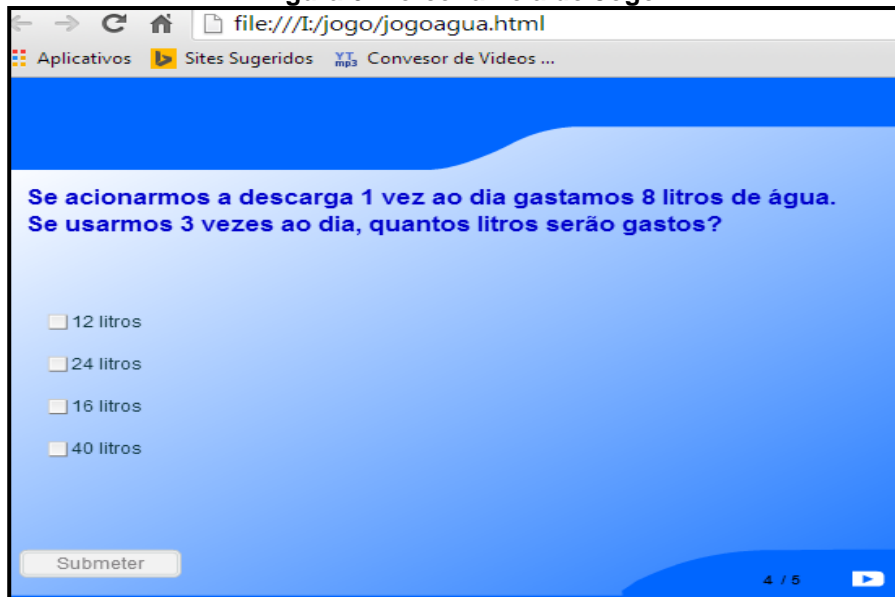 file:///I:/jogo/jogoagua.html
Aplicativos Sites Sugeridos YT mp3 Convesor de Videos ...
Se acionarmos a descarga 1 vez ao dia gastamos 8 litros de água.
Se usarmos 3 vezes ao dia, quantos litros serão gastos?
12 litros
24 litros
16 litros
40 litros
Submeter
4 / 5